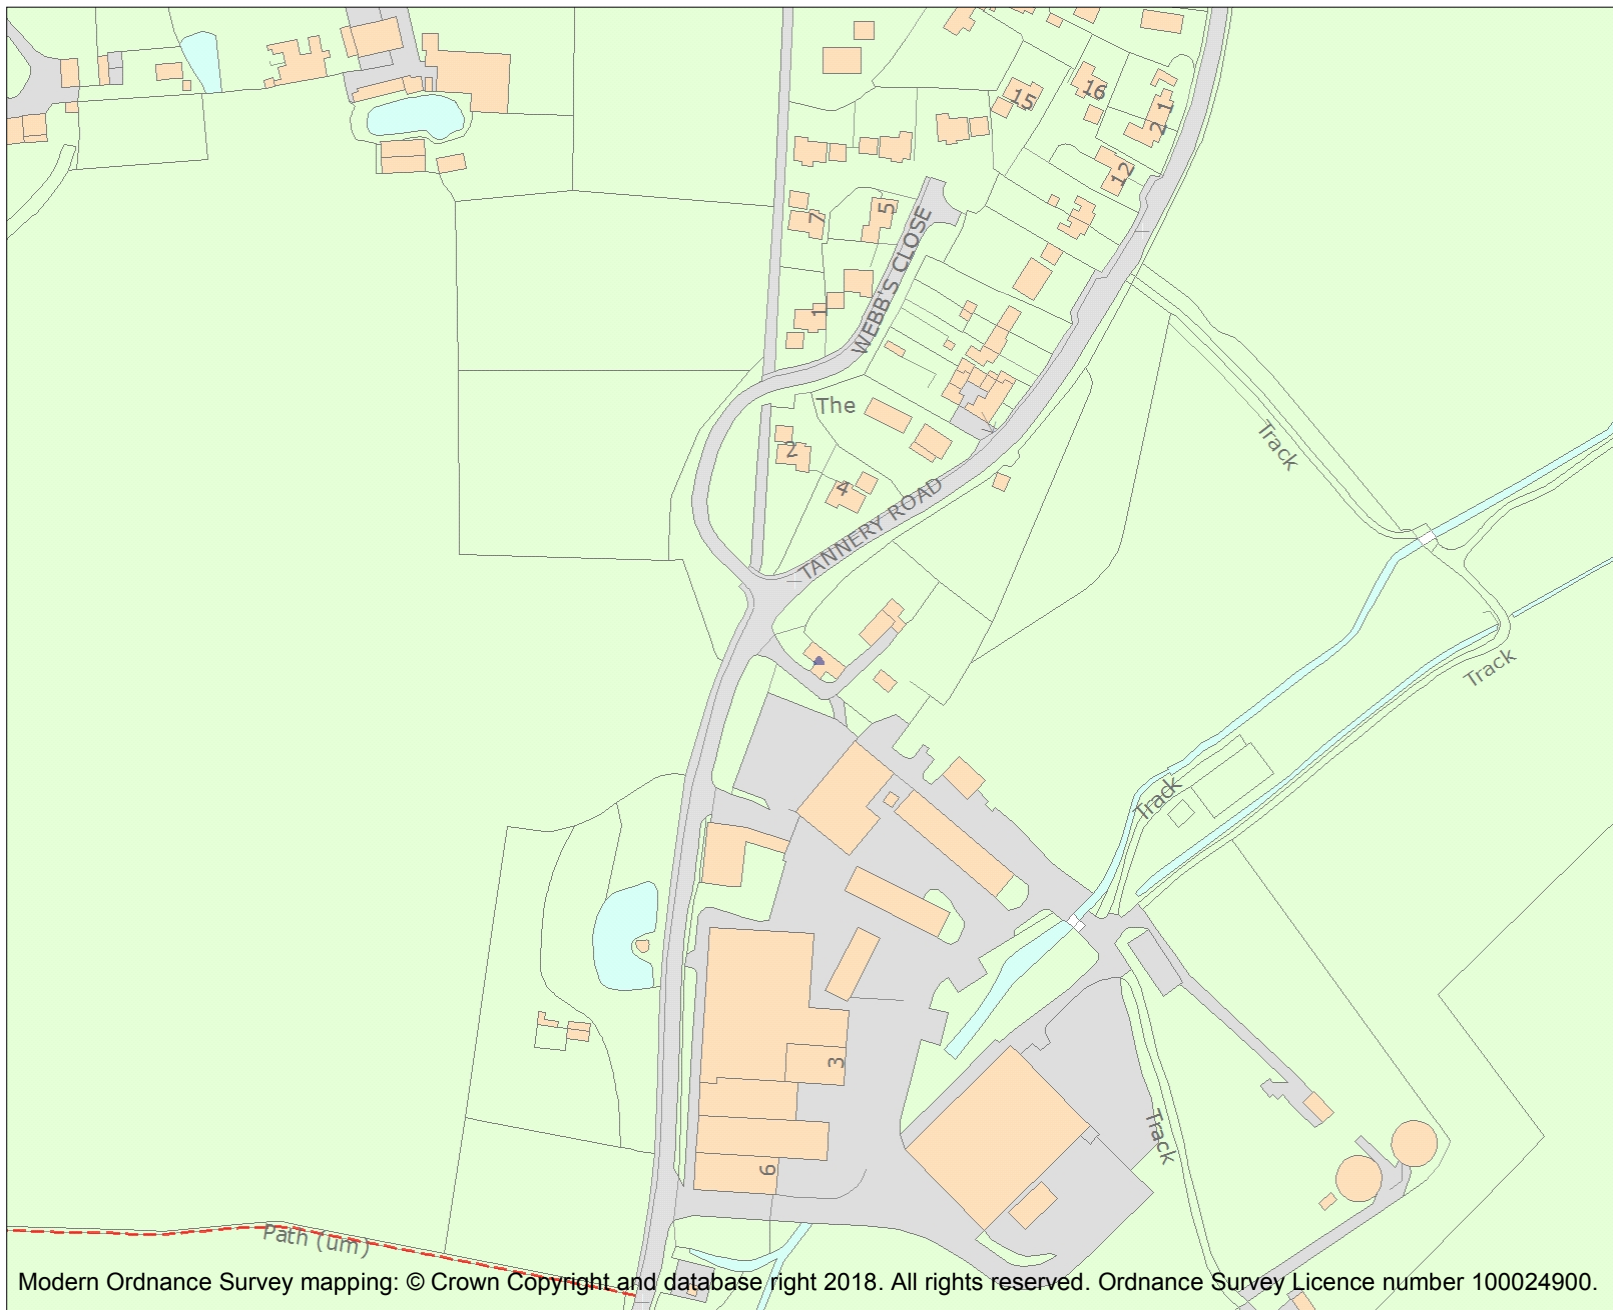 15
16
2 1
12
7
5
WEBB'S CLOSE
1
The
2
4
TANNERY ROAD
Track
Track
Track
3
Track
6
Path (um)
Modern Ordnance Survey mapping: © Crown Copyright and database right 2018. All rights reserved. Ordnance Survey Licence number 100024900.